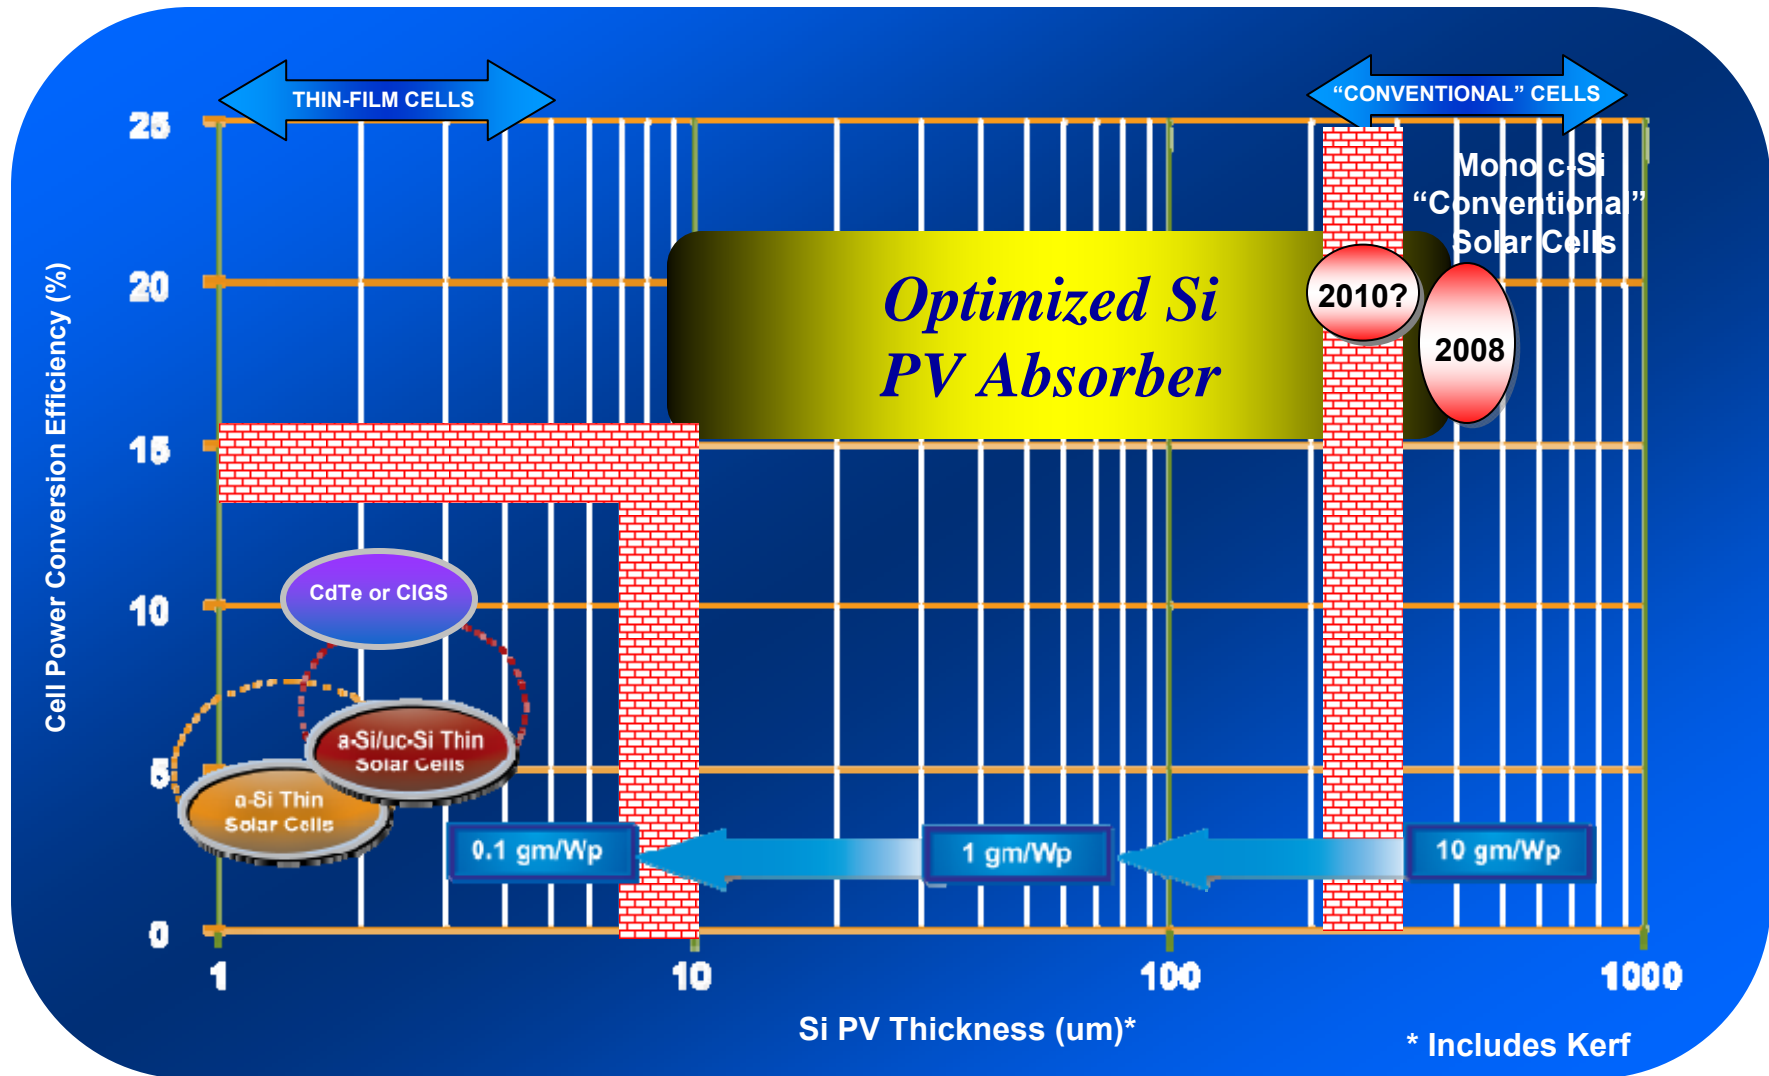 THIN-FILM CELLS
“CONVENTIONAL” CELLS
25
Mono c-Si
“Conventional”
Solar Cells
20
Optimized Si
PV Absorber
2010?
2008
15
Cell Power Conversion Efficiency (%)
CdTe or CIGS
10
a-Si/uc-Si Thin
Solar Cells
5
a-Si Thin
Solar Cells
0.1 gm/Wp
1 gm/Wp
10 gm/Wp
0
1
10
100
1000
Si PV Thickness (um)*
* Includes Kerf